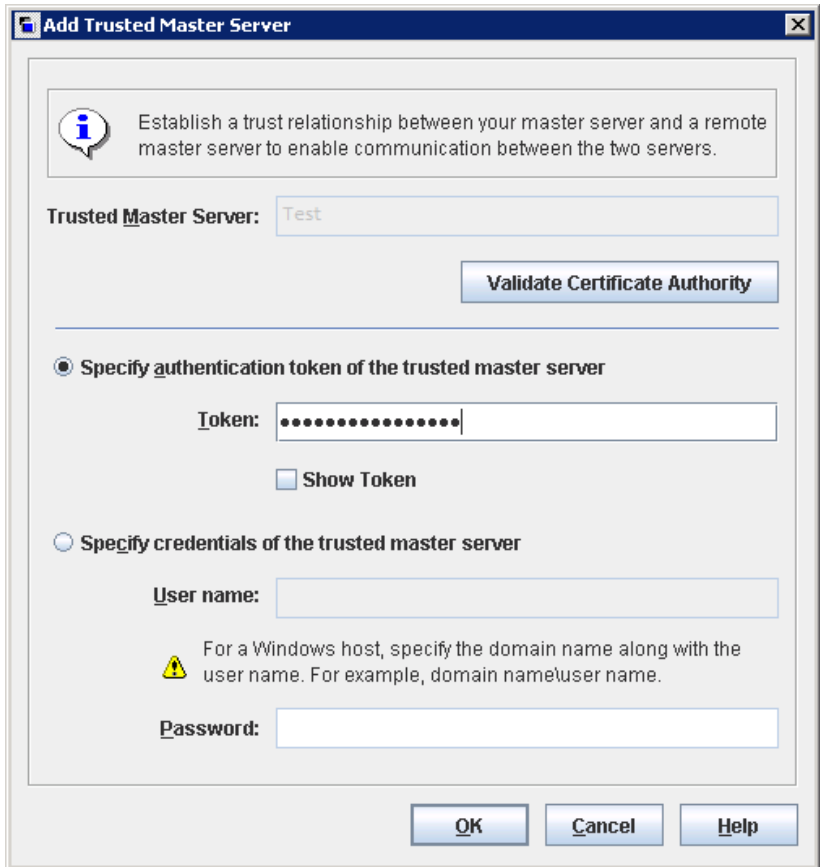 Add Trusted Master Server
Establish a trust relationship between your master server and a remote
master server to enable communication between the two servers.
Trusted Master Server: Test
Validate Certificate Authority
Specify authentication token of the trusted master server
Token: ••••••••••••••••
Show Token
Specify credentials of the trusted master server
User name:
For a Windows host, specify the domain name along with the
user name. For example, domain name\user name.
Password:
OK Cancel Help